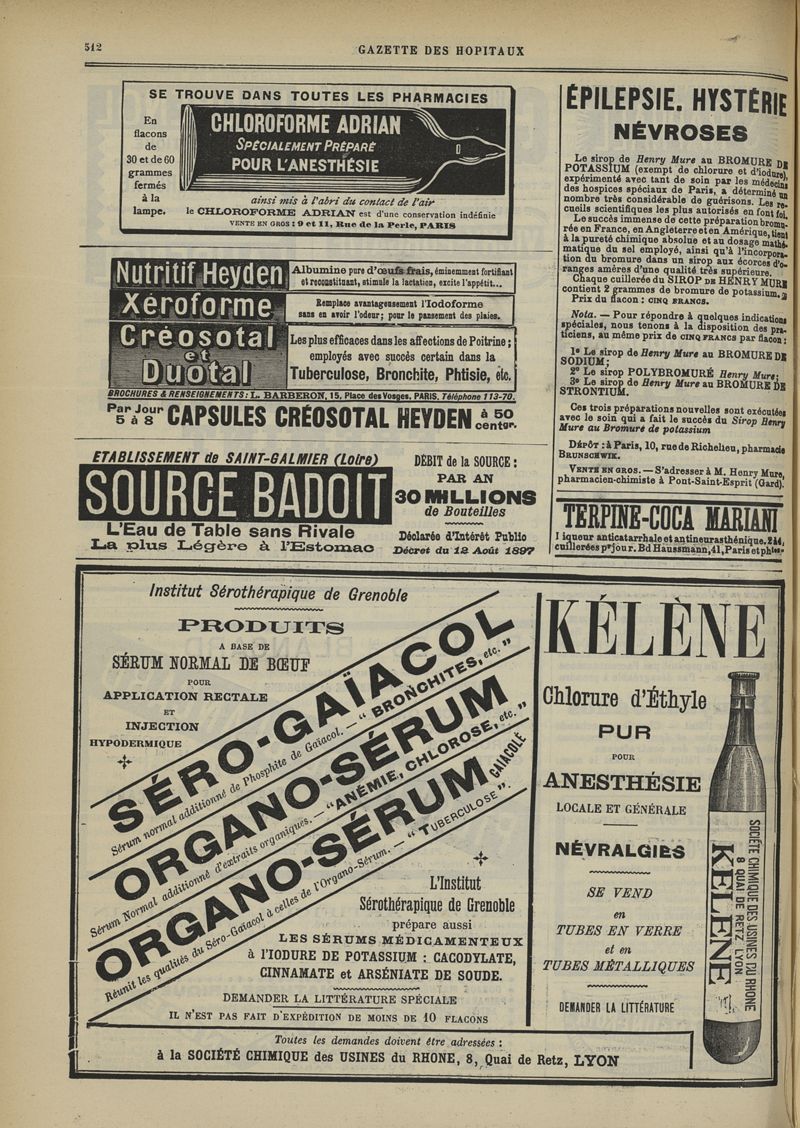 512
GAZETTE DES HOPITAUX
SE TROUVE DANS TOUTES LES PHARMACIES
En
flacons
de
30 et de 60
grammes
fermés
à la
lampe.
CHLOROFORME ADRIAN
SPÉCIALEMENT PRÉPARÉ
POUR L'ANESTHÉSIE
ainsi mis à l'abri du contact de l'air
le CHLOROFORME ADRIAN est d'une conservation indéfinie
VENTE EN GROS : 9 et 11, Rue de la Perle, PARIS
Nutritif Heyden
Albumine pure d'œufs frais, éminemment fortifiant
et reconstituant, stimule la lactation, excite l'appétit...
Xéroforme
Remplace avantageusement l'Iodoforme
sans en avoir l'odeur; pour le pansement des plaies.
Créosotal
et
Duotal
Les plus efficaces dans les affections de Poitrine;
employés avec succès certain dans la
Tuberculose, Bronchite, Phtisie, etc.
BROCHURES & RENSEIGNEMENTS: L. BARBERON, 15, Place des Vosges, PARIS. Téléphone 113-70.
Par Jour
5 à 8
CAPSULES CRÉOSOTAL HEYDEN
à 50
centgr.
ETABLISSEMENT de SAINT-GALMIER (Loire)
SOURCE BADOIT
L'Eau de Table sans Rivale
La plus Légère à l'Estomac
DÉBIT de la SOURCE :
PAR AN
30 MILLIONS
de Bouteilles
Déclarée d'Intérêt Public
Décret du 12 Août 1897
ÉPILEPSIE. HYSTÉRIE
NÉVROSES
Le sirop de Henry Mure au BROMURE DE
POTASSIUM (exempt de chlorure et d'iodure),
expérimenté avec tant de soin par les médecins
des hospices spéciaux de Paris, a déterminé un
nombre très considérable de guérisons. Les re-
cueils scientifiques les plus autorisés en font foi.
Le succès immense de cette préparation bromu-
rée en France, en Angleterre et en Amérique, tient
à la pureté chimique absolue et au dosage mathé-
matique du sel employé, ainsi qu'à l'incorpora-
tion du bromure dans un sirop aux écorces d'o-
ranges amères d'une qualité très supérieure.
Chaque cuillerée du SIROP DE HENRY MURE
contient 2 grammes de bromure de potassium.
Prix du flacon : CINQ FRANCS.
Nota. — Pour répondre à quelques indications
spéciales, nous tenons à la disposition des pra-
ticiens, au même prix de CINQ FRANCS par flacon :
1° Le sirop de Henry Mure au BROMURE DE
SODIUM;
2° Le sirop POLYBROMURÉ Henry Mure;
3° Le sirop de Henry Mure au BROMURE DE
STRONTIUM.
Ces trois préparations nouvelles sont exécutées
avec le soin qui a fait le succès du Sirop Henry
Mure au Bromure de potassium
DÉPÔT : à Paris, 10, rue de Richelieu, pharmacie
BRUNSCHWIK.
VENTE EN GROS. — S'adresser à M. Henry Mure,
pharmacien-chimiste à Pont-Saint-Esprit (Gard).
TERPINE-COCA MARIANI
Liqueur anticatarrhale et antineurasthénique. 2 à 4
cuillerées pr jour. Bd Haussmann, 41, Paris et phies.
Institut Sérothérapique de Grenoble
PRODUITS
A BASE DE
SÉRUM NORMAL DE BŒUF
POUR
APPLICATION RECTALE
ET
INJECTION
HYPODERMIQUE
SÉRO-GAÏACOL
Sérum normal additionné de Phosphite de Gaïacol. — "BRONCHITES, etc."
ORGANO-SÉRUM
Sérum Normal additionné d'extraits organiques. — "ANÉMIE, CHLOROSE, etc."
ORGANO-SÉRUM GAIACOLÉ
Réunit les qualités du Séro-Gaïacol à celles de l'Organo-Sérum. — "TUBERCULOSE".
L'Institut
Sérothérapique de Grenoble
prépare aussi
LES SÉRUMS MÉDICAMENTEUX
à l'IODURE DE POTASSIUM : CACODYLATE,
CINNAMATE et ARSÉNIATE DE SOUDE.
DEMANDER LA LITTÉRATURE SPÉCIALE
IL N'EST PAS FAIT D'EXPÉDITION DE MOINS DE 10 FLACONS
KÉLÈNE
Chlorure d'Éthyle
PUR
POUR
ANESTHÉSIE
LOCALE ET GÉNÉRALE
NÉVRALGIES
SE VEND
en
TUBES EN VERRE
et en
TUBES MÉTALLIQUES
DEMANDER LA LITTÉRATURE
SOCIÉTÉ CHIMIQUE DES USINES DU RHONE
8 QUAI DE RETZ LYON
KELENE
Toutes les demandes doivent être adressées :
à la SOCIÉTÉ CHIMIQUE des USINES du RHONE, 8, Quai de Retz, LYON